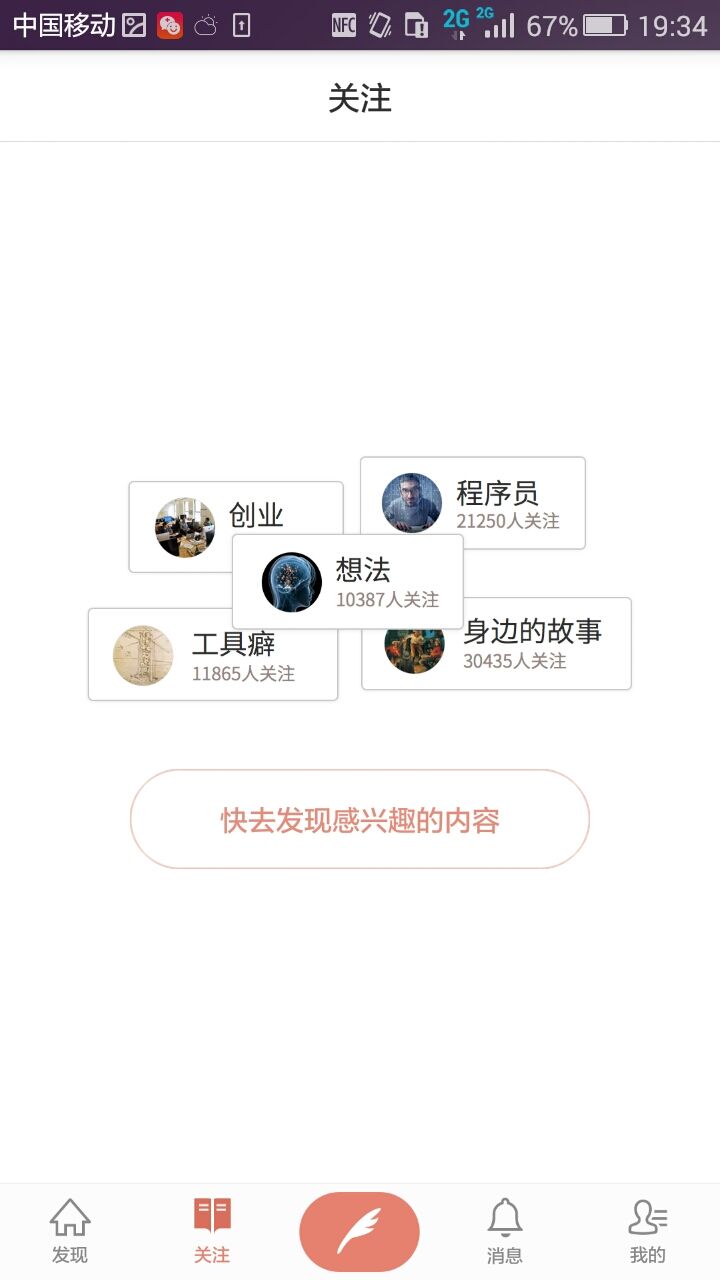 中国移动 NFC 2G 2G 67% 19:34
关注
程序员
21250人关注
创业
想法
10387人关注
身边的故事
30435人关注
工具癖
11865人关注
快去发现感兴趣的内容
发现 关注 消息 我的